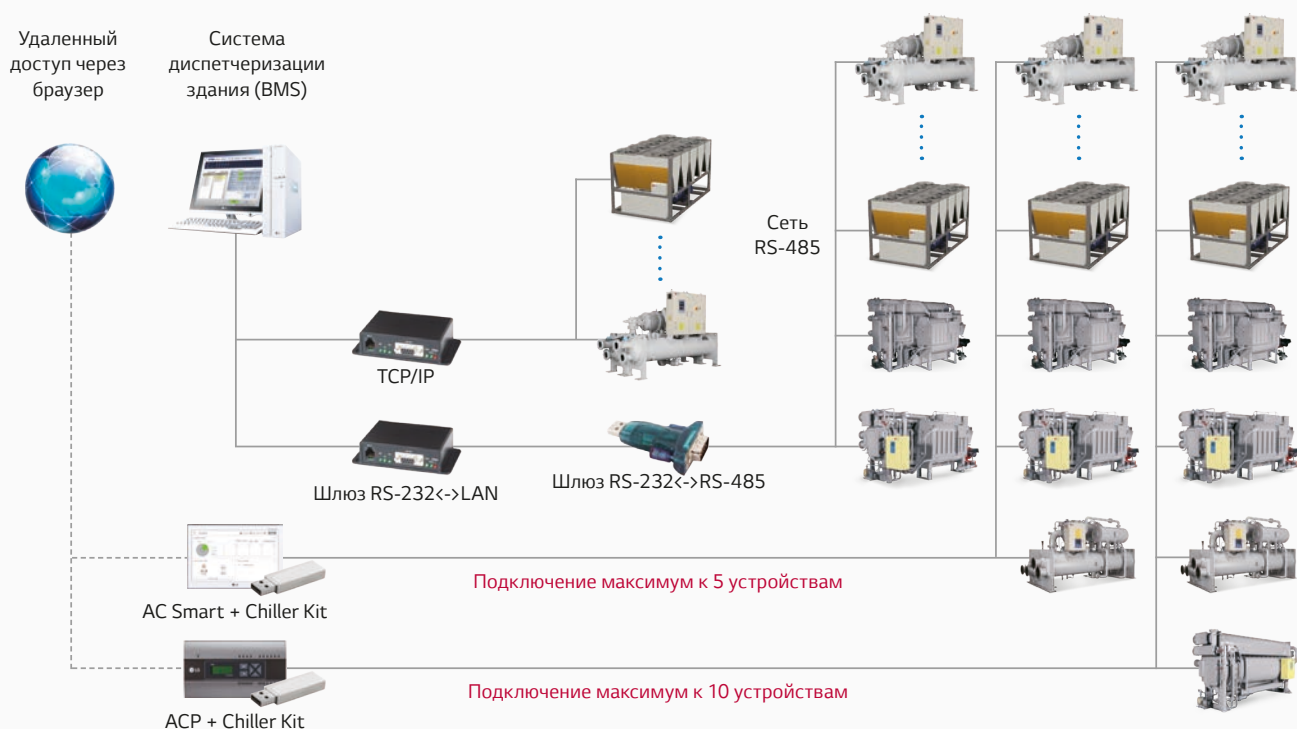 Удаленный
доступ через
браузер
Система
диспетчеризации
здания (BMS)
Сеть
RS-485
TCP/IP
Шлюз RS-232<->LAN
Шлюз RS-232<->RS-485
Подключение максимум к 5 устройствам
AC Smart + Chiller Kit
Подключение максимум к 10 устройствам
ACP + Chiller Kit